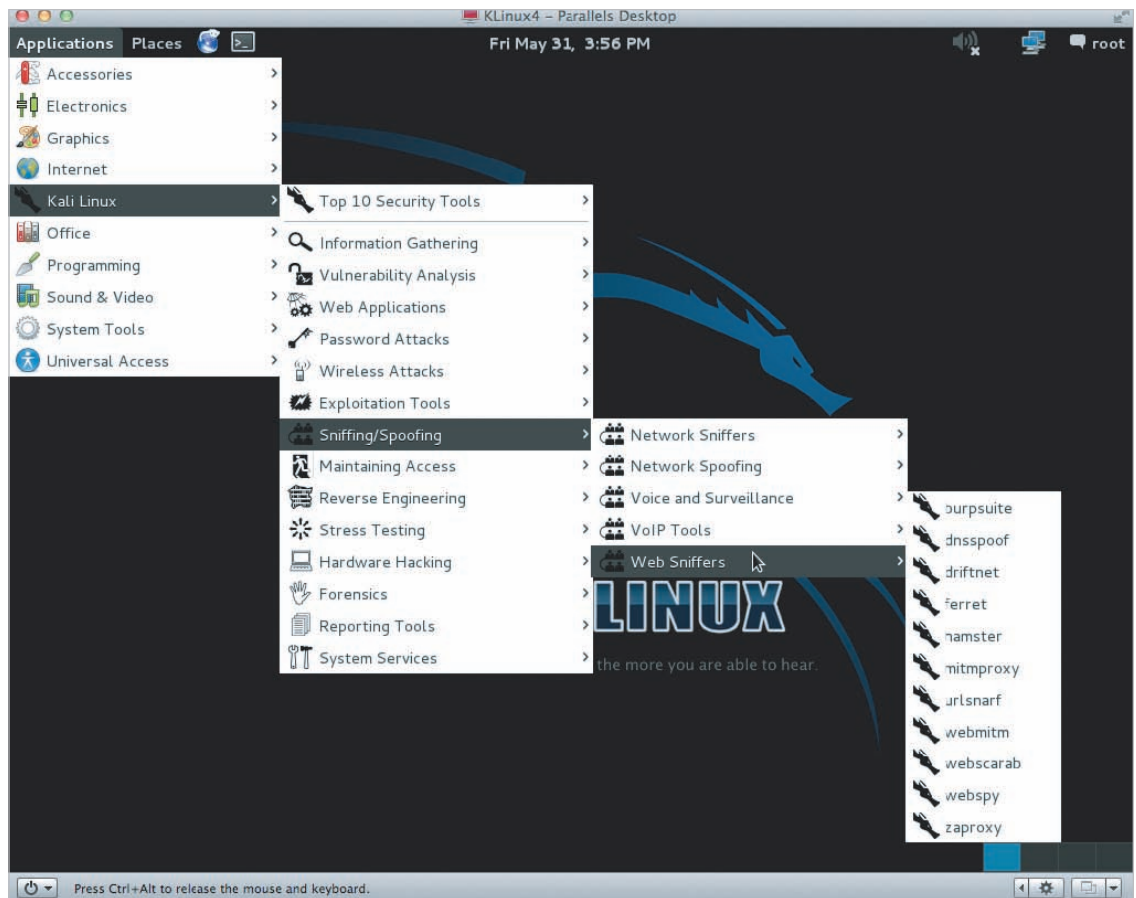 KLinux4 – Parallels Desktop
Applications Places Fri May 31, 3:56 PM root
Accessories
Electronics
Graphics
Internet
Kali Linux
Office
Programming
Sound & Video
System Tools
Universal Access
Top 10 Security Tools
Information Gathering
Vulnerability Analysis
Web Applications
Password Attacks
Wireless Attacks
Exploitation Tools
Sniffing/Spoofing
Maintaining Access
Reverse Engineering
Stress Testing
Hardware Hacking
Forensics
Reporting Tools
System Services
Network Sniffers
Network Spoofing
Voice and Surveillance
VoIP Tools
Web Sniffers
burpsuite
dnsspoof
driftnet
ferret
hamster
mitmproxy
urlsnarf
webmitm
webscarab
webspy
zaproxy
LINUX
the more you are able to hear.
Press Ctrl+Alt to release the mouse and keyboard.